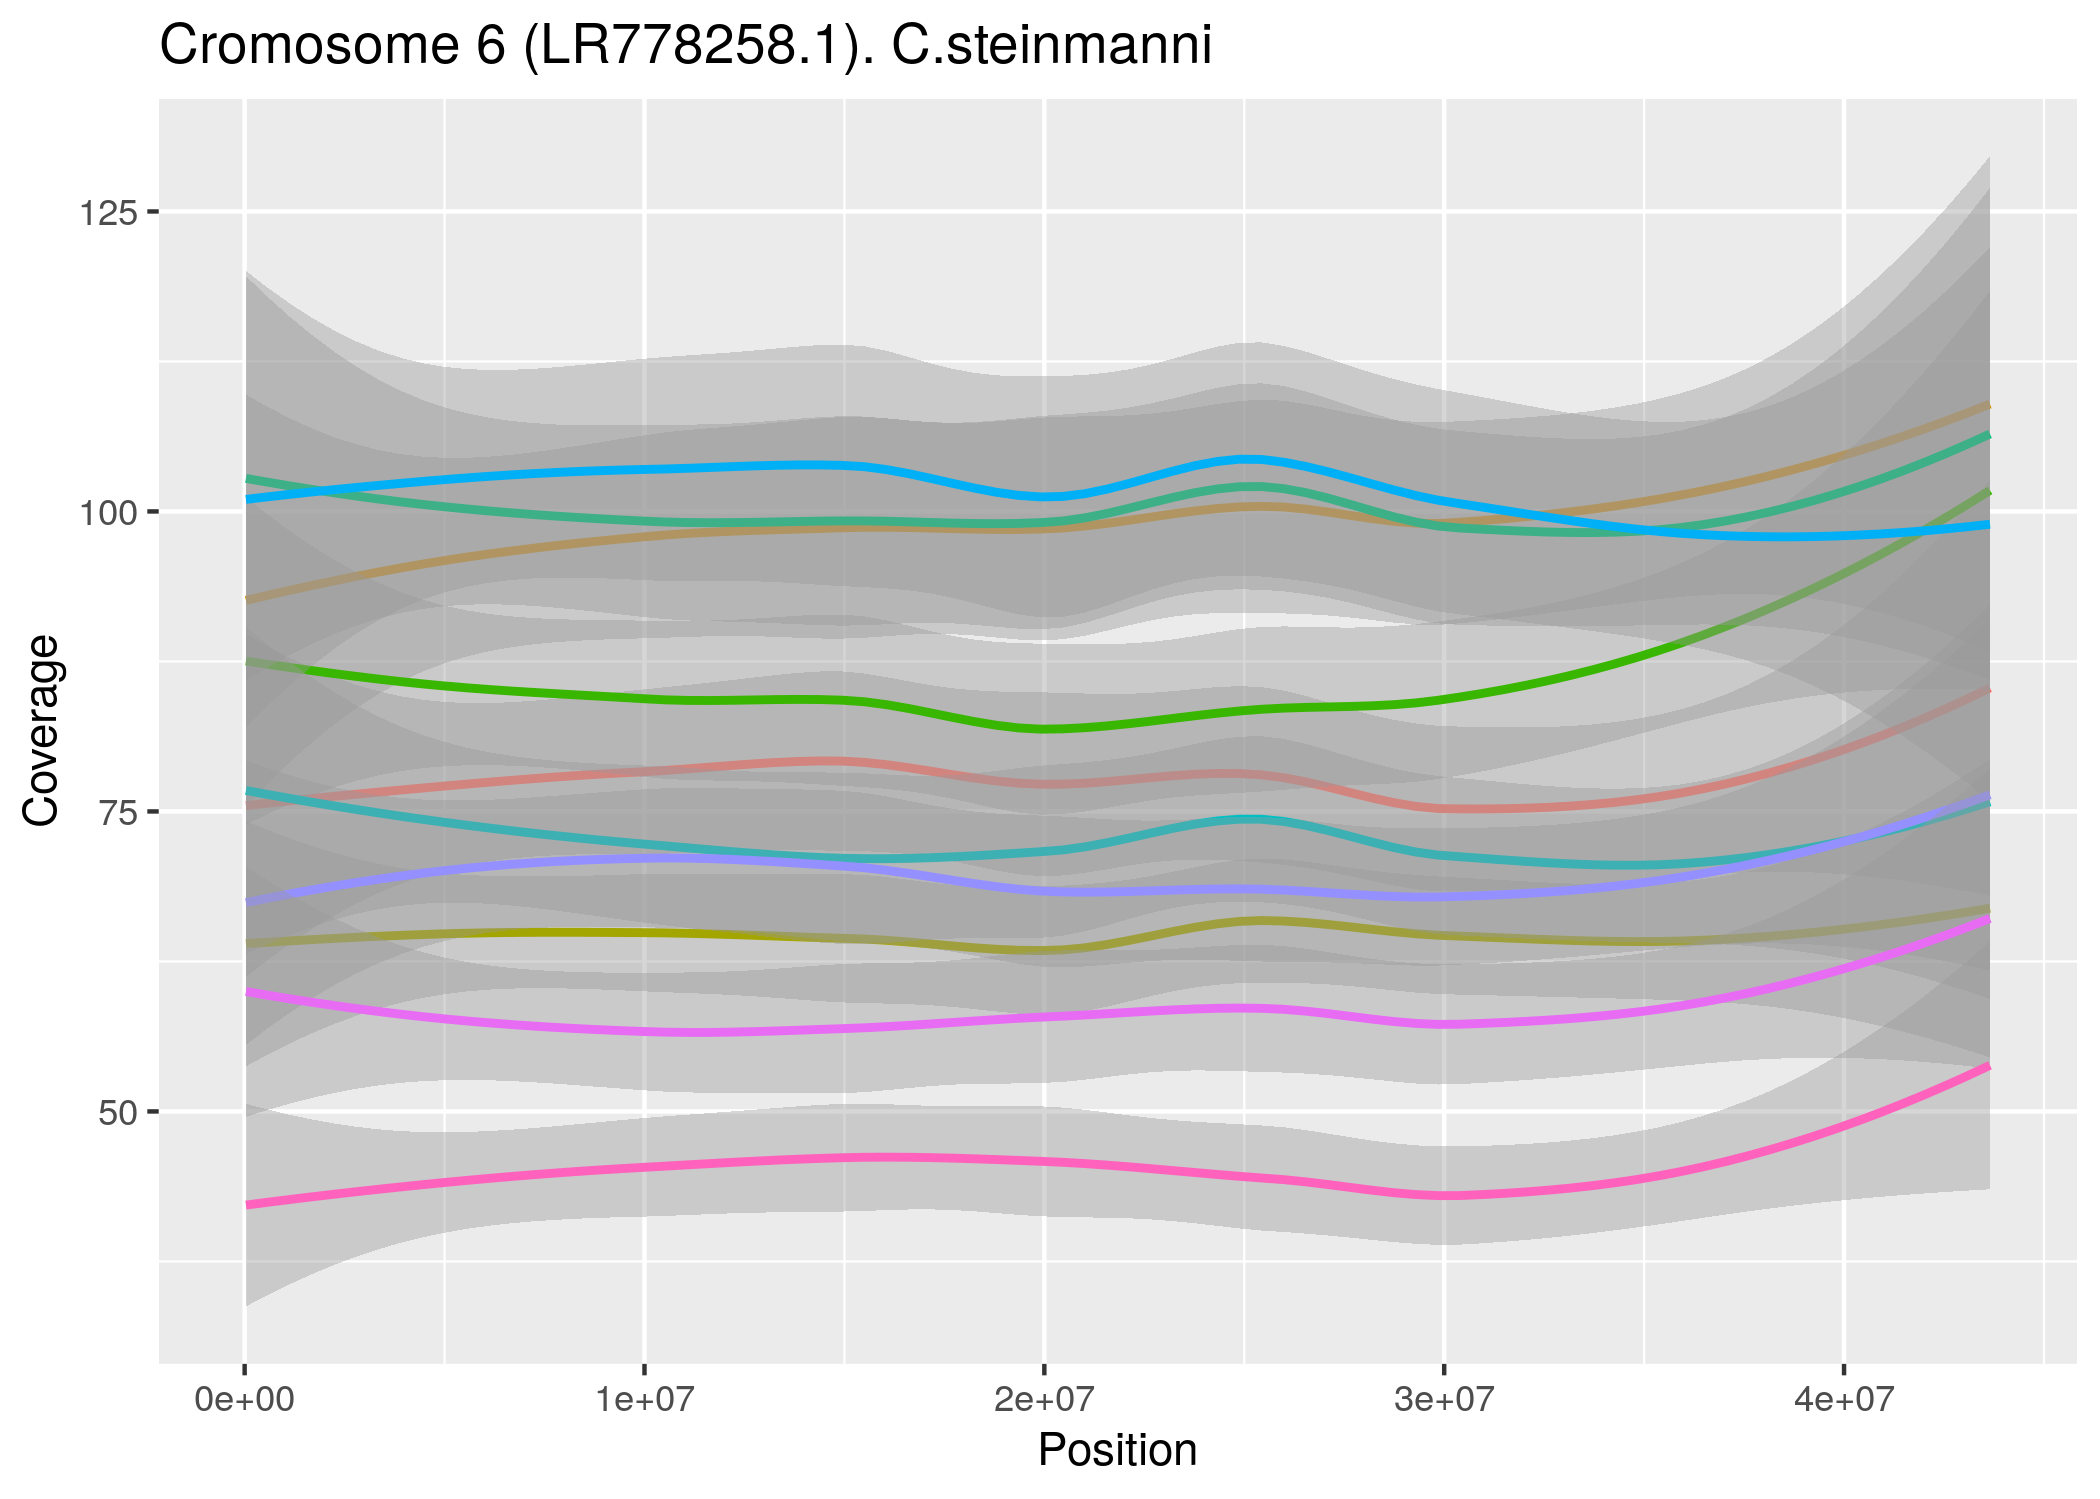 Cromosome 6 (LR778258.1). C.steinmanni
Coverage
125
100
75
50
0e+00 1e+07 2e+07 3e+07 4e+07
Position